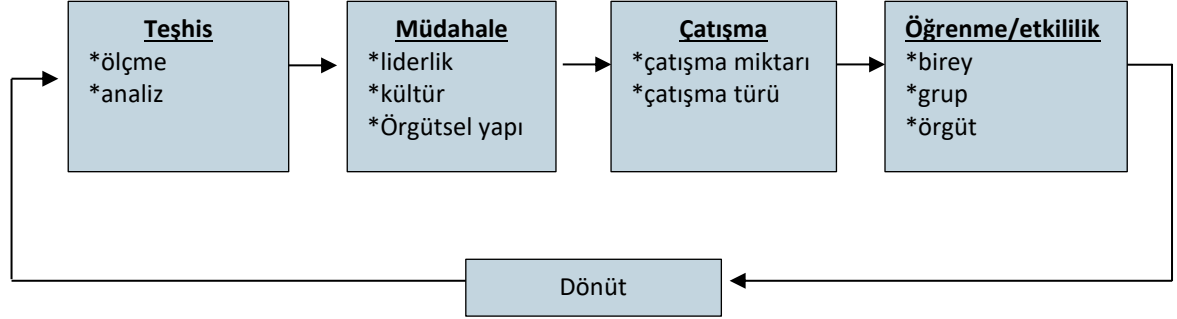 Teşhis
*ölçme
*analiz
Müdahale
*liderlik
*kültür
*Örgütsel yapı
Çatışma
*çatışma miktarı
*çatışma türü
Öğrenme/etkililik
*birey
*grup
*örgüt
Dönüt